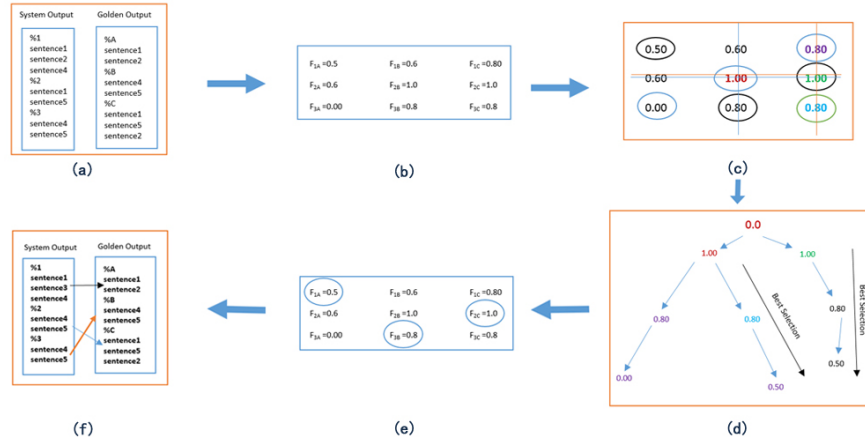 System Output
Golden Output
%1
sentence1
sentence2
sentence4
%2
sentence1
sentence5
%3
sentence4
sentence5
%A
sentence1
sentence2
%B
sentence4
sentence5
%C
sentence1
sentence5
sentence2
(a)
F1A =0.5 F1B =0.6 F1C =0.80
F2A =0.6 F2B =1.0 F2C =1.0
F3A =0.00 F3B =0.8 F3C =0.8
(b)
0.50 0.60 0.80
0.60 1.00 1.00
0.00 0.80 0.80
(c)
0.0
1.00 1.00
0.80 0.80 0.80
0.00 0.50 0.50
Best Selection
Best Selection
(d)
F1A =0.5 F1B =0.6 F1C =0.80
F2A =0.6 F2B =1.0 F2C =1.0
F3A =0.00 F3B =0.8 F3C =0.8
(e)
System Output
Golden Output
%1
sentence1
sentence3
sentence4
%2
sentence4
sentence5
%3
sentence4
sentence5
%A
sentence1
sentence2
%B
sentence4
sentence5
%C
sentence1
sentence5
sentence2
(f)